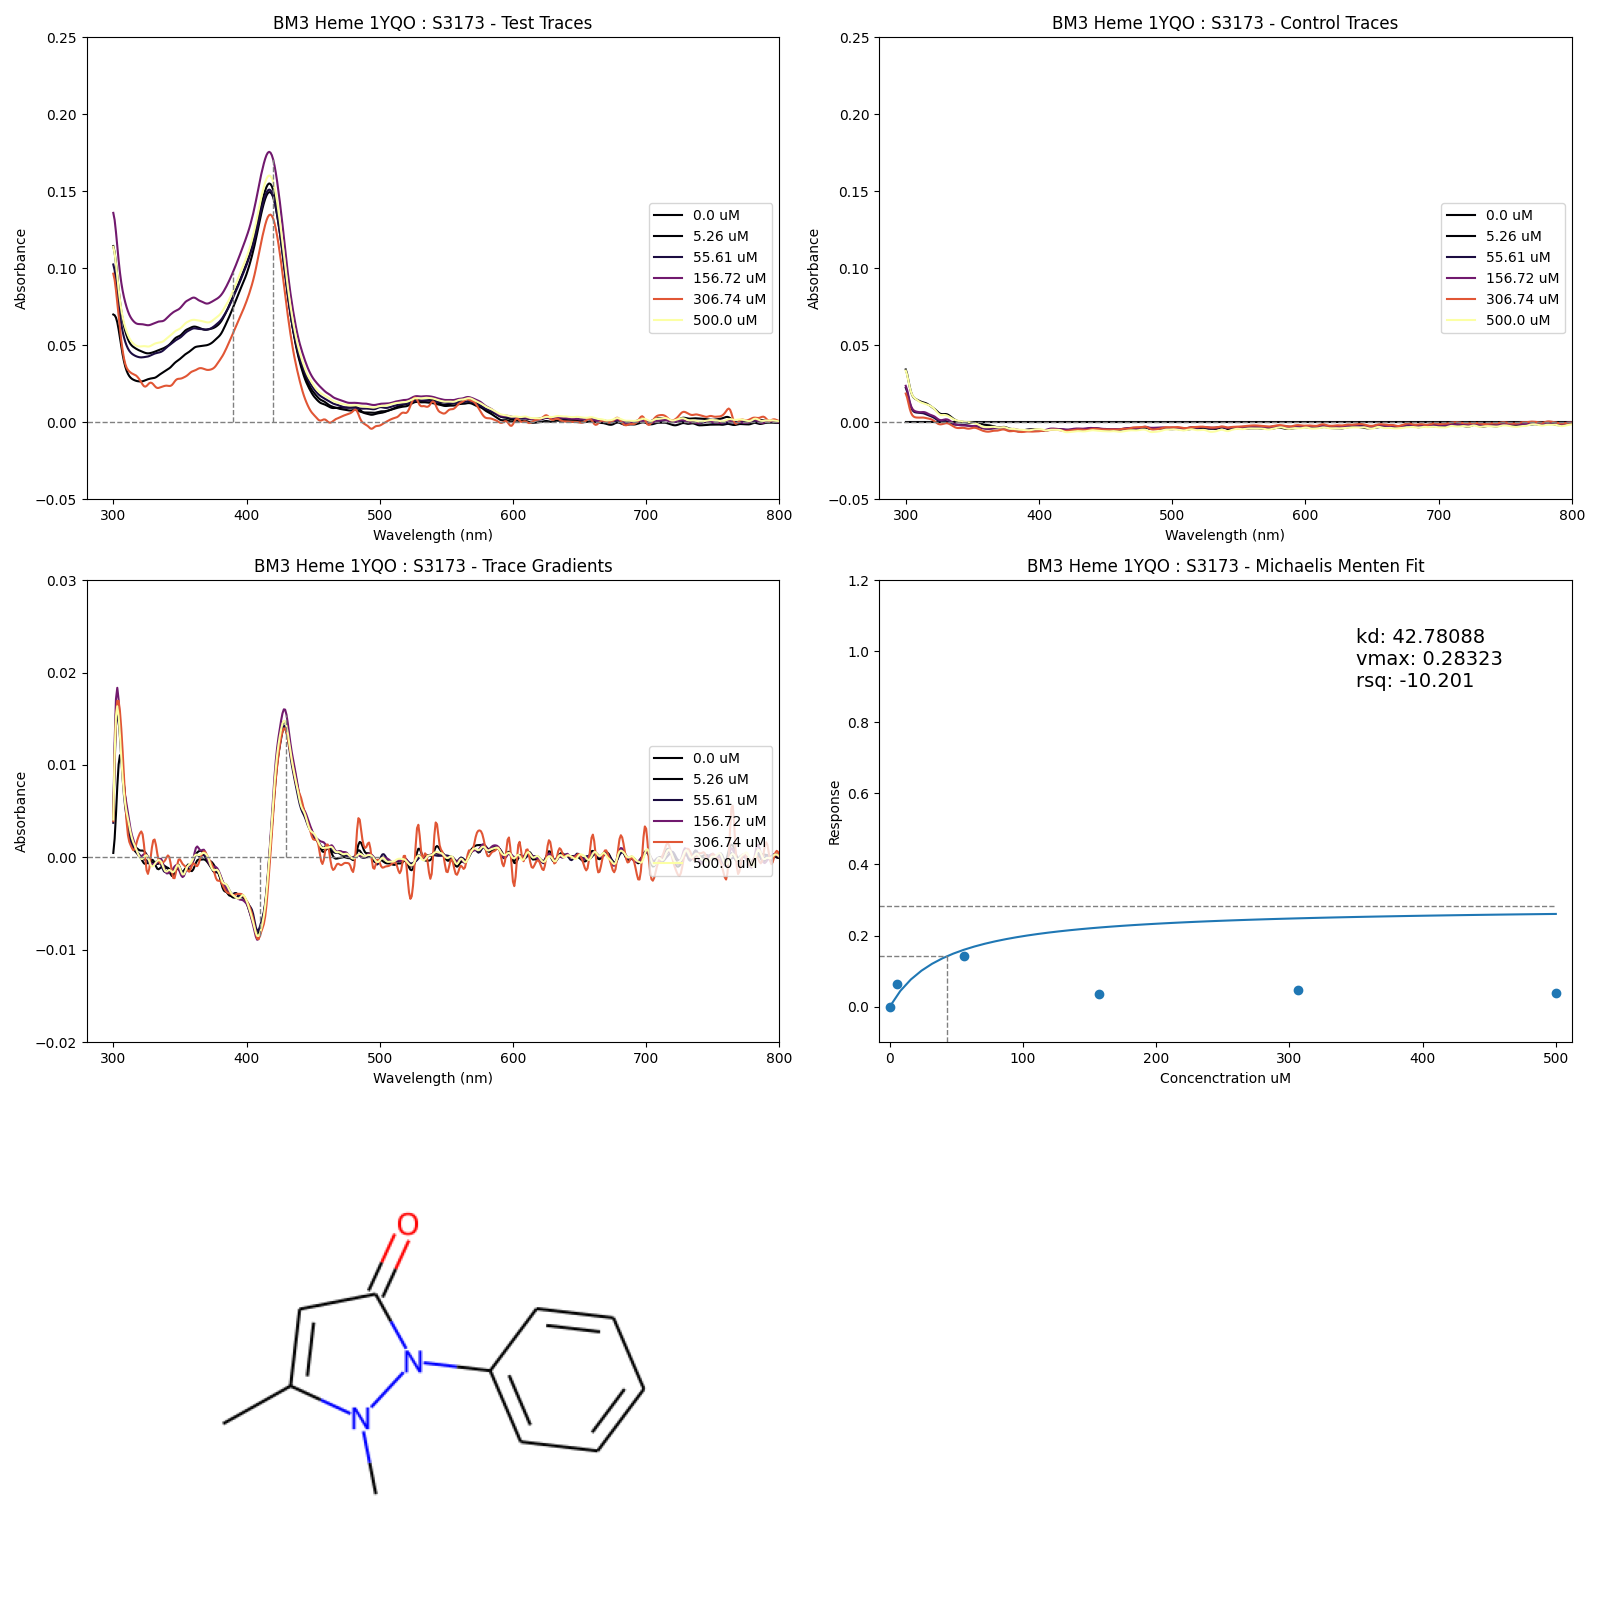 BM3 Heme 1YQO : S3173 - Test Traces
0.25
0.20
0.15
0.10
0.05
0.00
−0.05
Absorbance
300 400 500 600 700 800
Wavelength (nm)
0.0 uM
5.26 uM
55.61 uM
156.72 uM
306.74 uM
500.0 uM
BM3 Heme 1YQO : S3173 - Control Traces
0.25
0.20
0.15
0.10
0.05
0.00
−0.05
Absorbance
300 400 500 600 700 800
Wavelength (nm)
0.0 uM
5.26 uM
55.61 uM
156.72 uM
306.74 uM
500.0 uM
BM3 Heme 1YQO : S3173 - Trace Gradients
0.03
0.02
0.01
0.00
−0.01
−0.02
Absorbance
300 400 500 600 700 800
Wavelength (nm)
0.0 uM
5.26 uM
55.61 uM
156.72 uM
306.74 uM
500.0 uM
BM3 Heme 1YQO : S3173 - Michaelis Menten Fit
1.2
1.0
0.8
0.6
0.4
0.2
0.0
Response
0 100 200 300 400 500
Concenctration uM
kd: 42.78088
vmax: 0.28323
rsq: -10.201
O
N
N